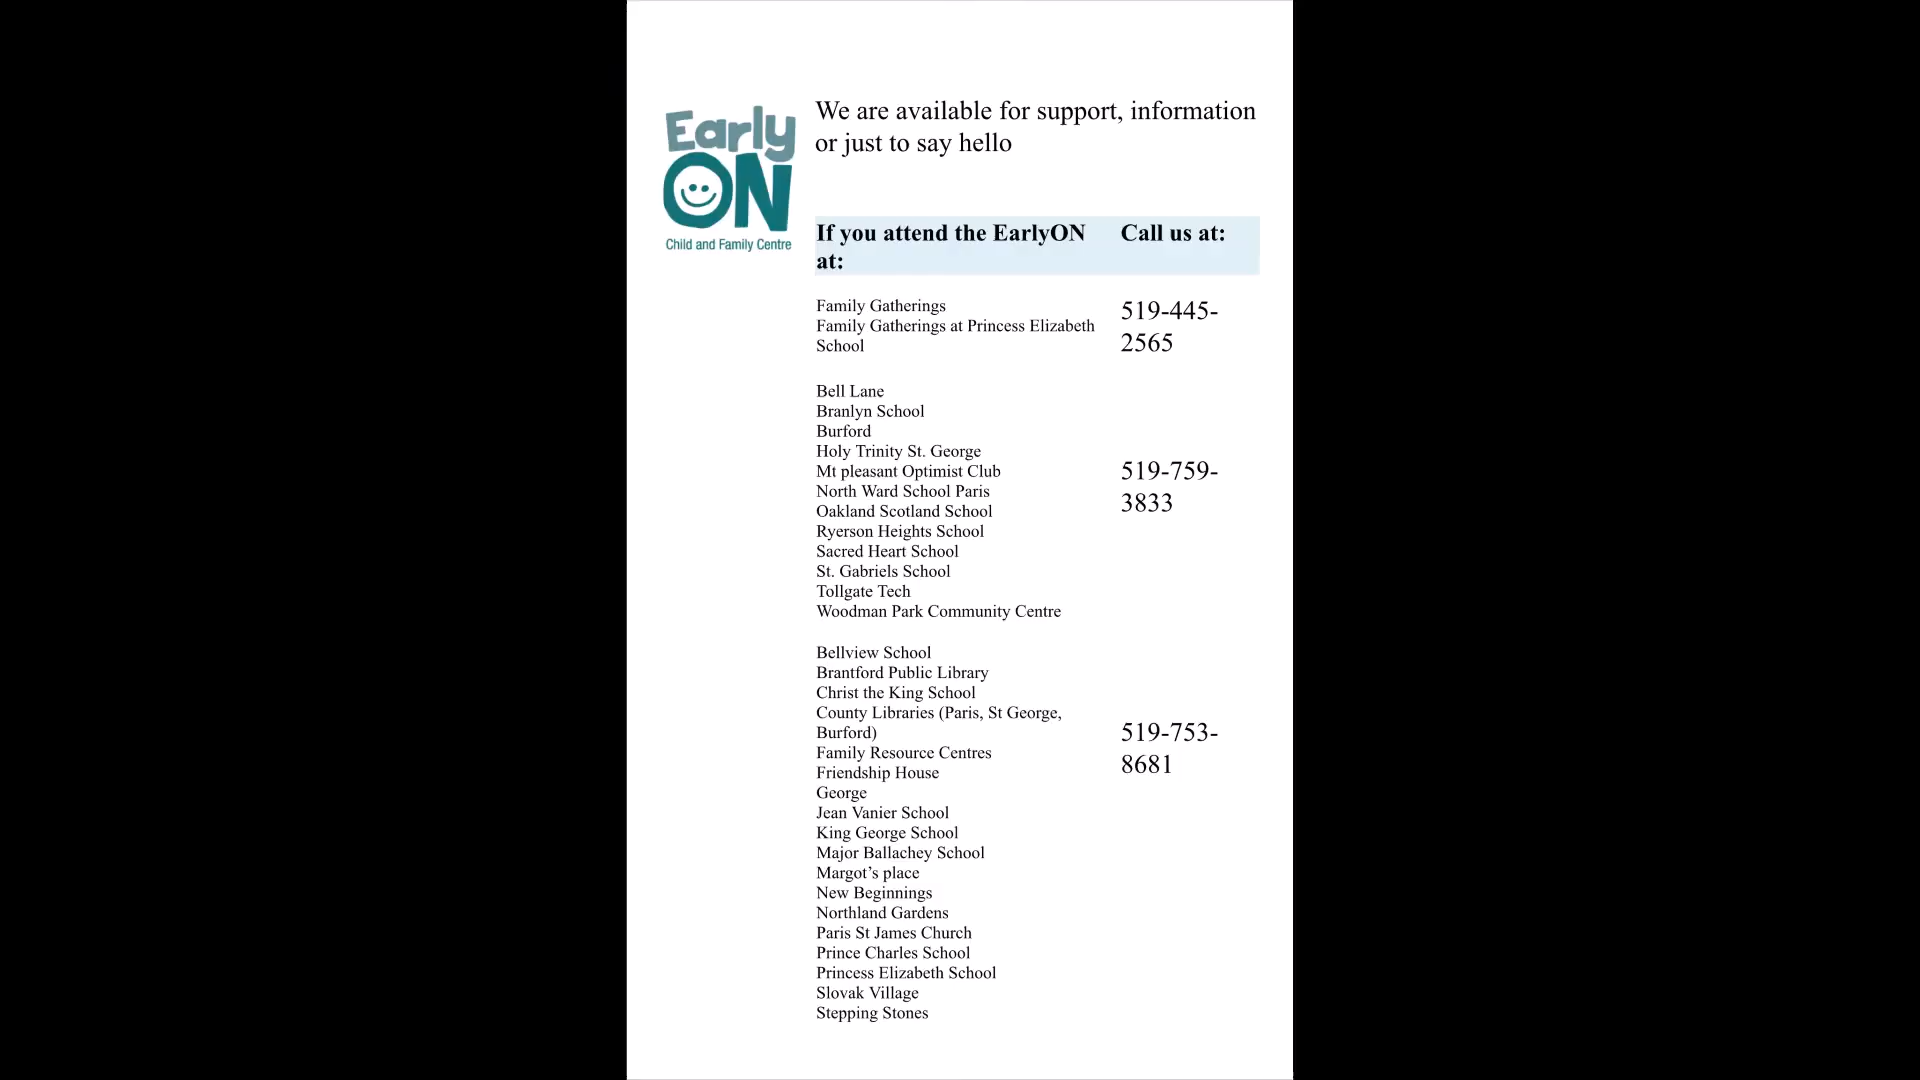 Early
ON
Child and Family Centre
We are available for support, information
or just to say hello
If you attend the EarlyON
at:
Call us at:
Family Gatherings
Family Gatherings at Princess Elizabeth
School
519-445-
2565
Bell Lane
Branlyn School
Burford
Holy Trinity St. George
Mt pleasant Optimist Club
North Ward School Paris
Oakland Scotland School
Ryerson Heights School
Sacred Heart School
St. Gabriels School
Tollgate Tech
Woodman Park Community Centre
519-759-
3833
Bellview School
Brantford Public Library
Christ the King School
County Libraries (Paris, St George,
Burford)
Family Resource Centres
Friendship House
George
Jean Vanier School
King George School
Major Ballachey School
Margot’s place
New Beginnings
Northland Gardens
Paris St James Church
Prince Charles School
Princess Elizabeth School
Slovak Village
Stepping Stones
519-753-
8681